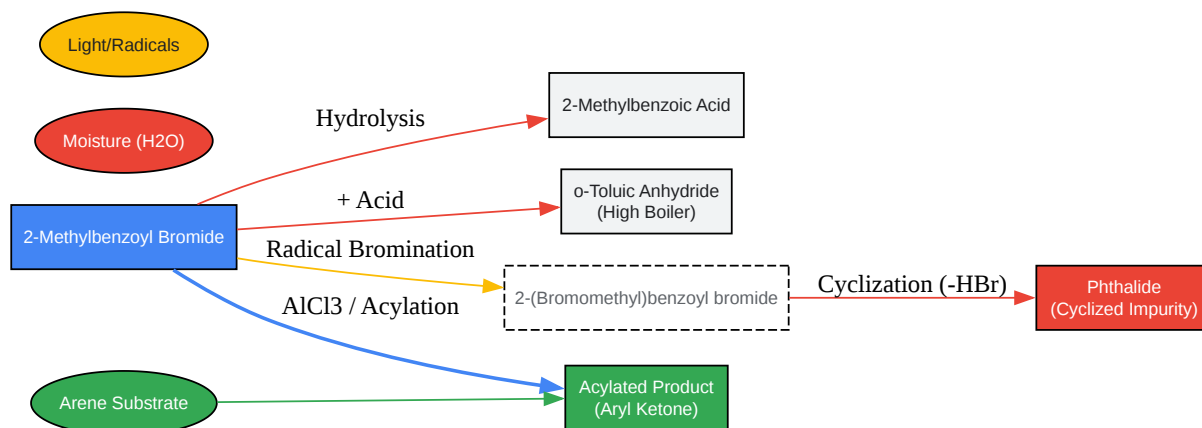 Light/Radicals
2-Methylbenzoic Acid
Hydrolysis
Moisture (H2O)
o-Toluic Anhydride
(High Boiler)
+ Acid
2-Methylbenzoyl Bromide
Radical Bromination
2-(Bromomethyl)benzoyl bromide
Cyclization (-HBr)
Phthalide
(Cyclized Impurity)
AlCl3 / Acylation
Arene Substrate
Acylated Product
(Aryl Ketone)